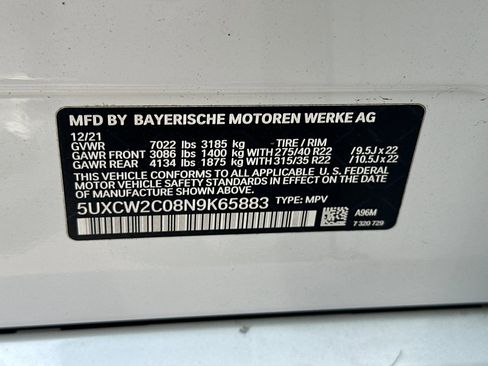 MFD BY BAYERISCHE MOTOREN WERKE AG
12/21
GVWR 7022 lbs 3185 kg - TIRE / RIM
GAWR FRONT 3086 lbs 1400 kg WITH 275/40 R22 / 9.5J x 22
GAWR REAR 4134 lbs 1875 kg WITH 315/35 R22 / 10.5J x 22
THIS VEHICLE CONFORMS TO ALL APPLICABLE U. S. FEDERAL
MOTOR VEHICLE SAFETY STANDARDS IN EFFECT ON THE DATE
OF MANUFACTURE SHOWN ABOVE.
5UXCW2C08N9K65883 TYPE: MPV
A96M
7 320 729